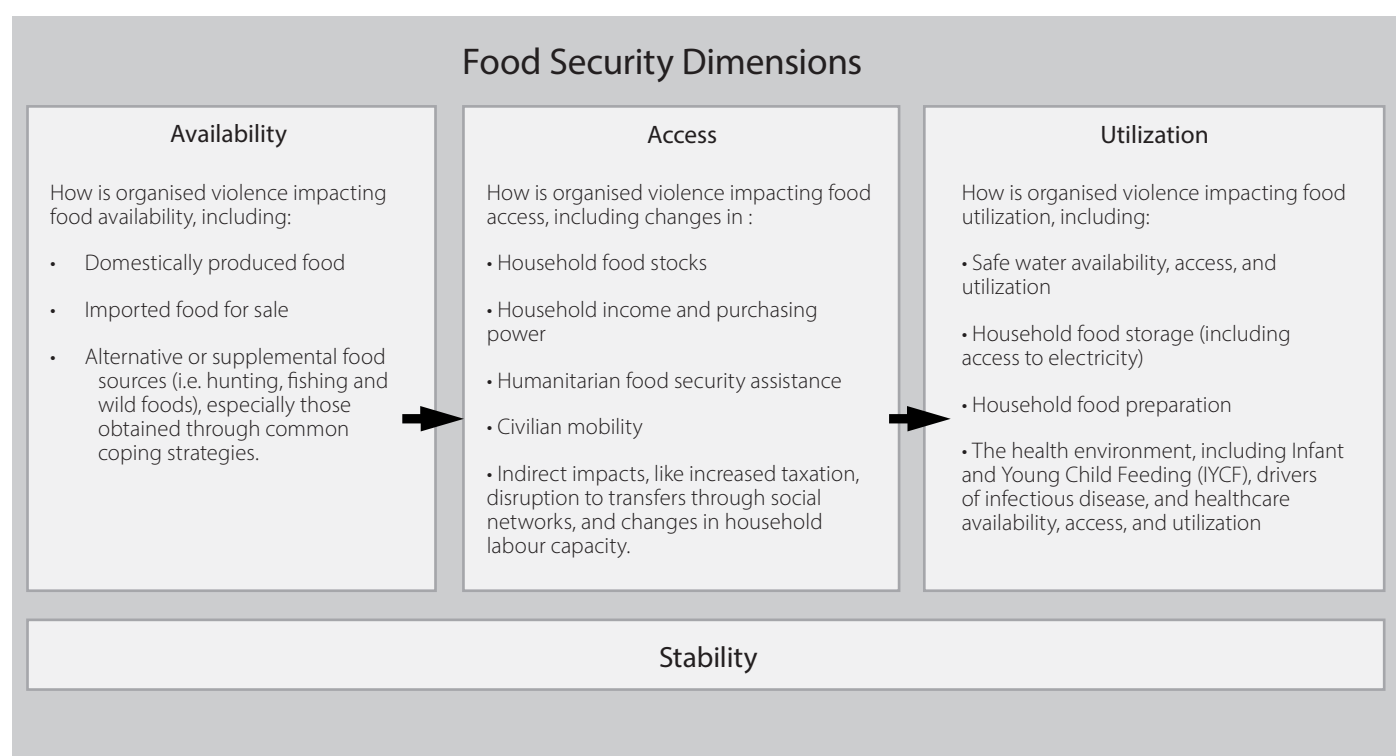 Food Security Dimensions
Availability
How is organised violence impacting
food availability, including:
• Domestically produced food
• Imported food for sale
• Alternative or supplemental food
sources (i.e. hunting, fishing and
wild foods), especially those
obtained through common
coping strategies.
Access
How is organised violence impacting food
access, including changes in :
• Household food stocks
• Household income and purchasing
power
• Humanitarian food security assistance
• Civilian mobility
• Indirect impacts, like increased taxation,
disruption to transfers through social
networks, and changes in household
labour capacity.
Utilization
How is organised violence impacting food
utilization, including:
• Safe water availability, access, and
utilization
• Household food storage (including
access to electricity)
• Household food preparation
• The health environment, including Infant
and Young Child Feeding (IYCF), drivers
of infectious disease, and healthcare
availability, access, and utilization
Stability